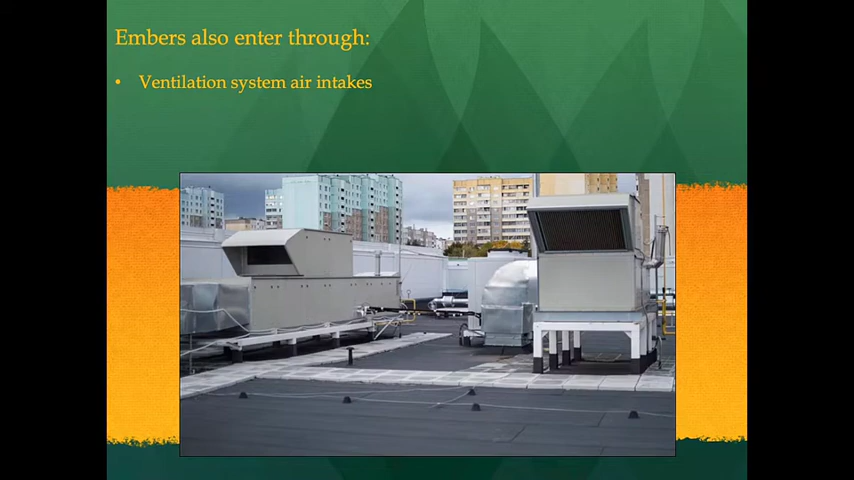 Embers also enter through:
• Ventilation system air intakes